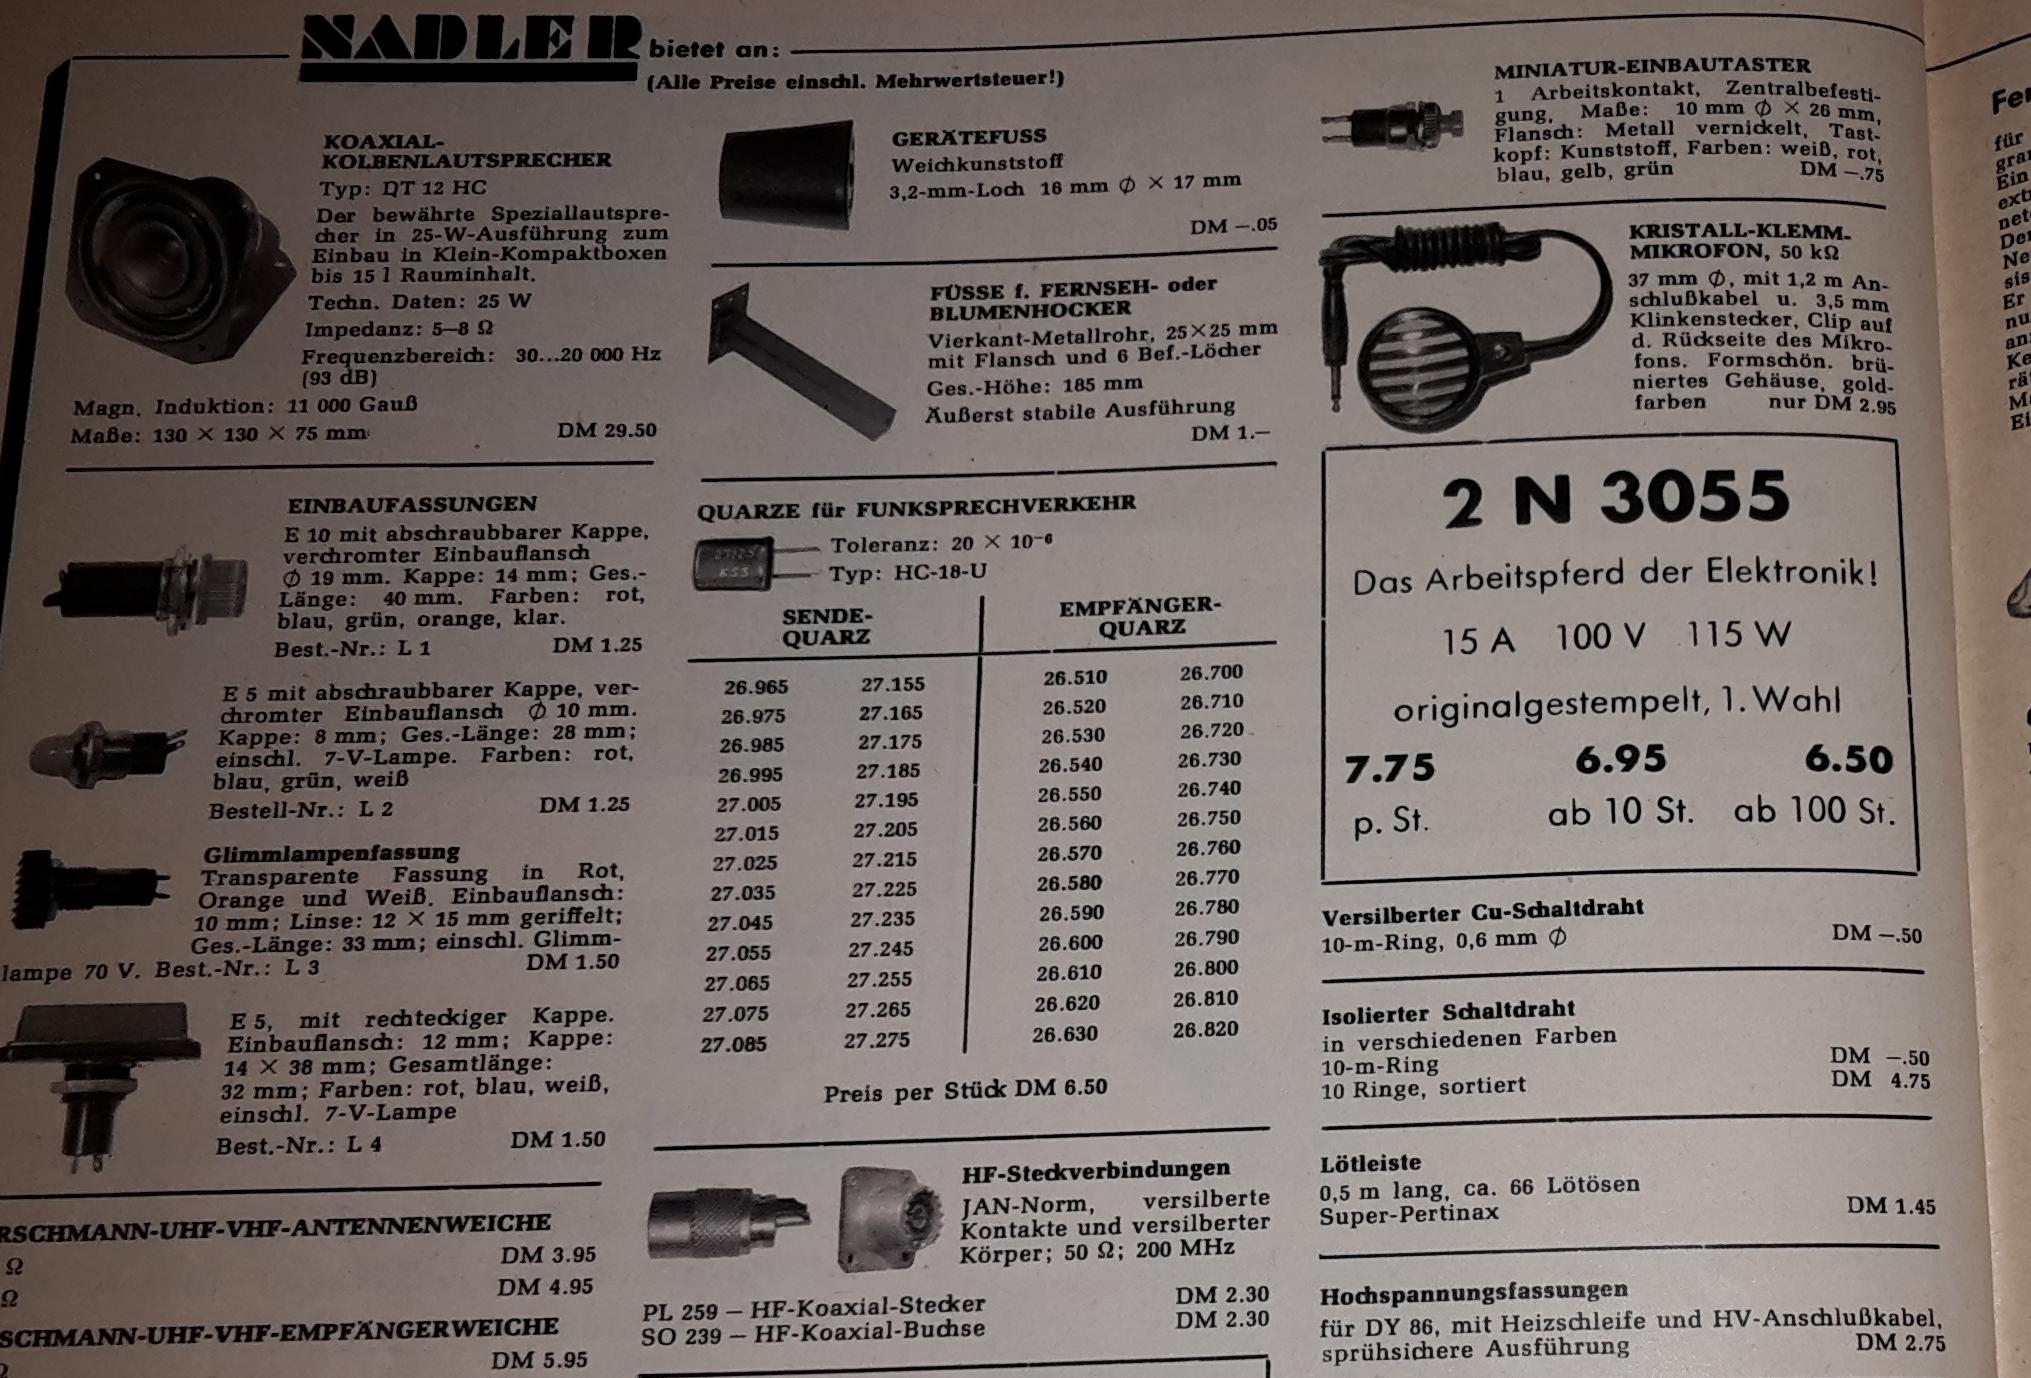 NADLER bietet an:
(Alle Preise einschl. Mehrwertsteuer!)
KOAXIAL-
KOLBENLAUTSPRECHER
Typ: QT 12 HC
Der bewährte Speziallautspre-
cher in 25-W-Ausführung zum
Einbau in Klein-Kompaktboxen
bis 15 l Rauminhalt.
Techn. Daten: 25 W
Impedanz: 5—8 Ω
Frequenzbereich: 30...20 000 Hz
(93 dB)
Magn. Induktion: 11 000 Gauß
Maße: 130 × 130 × 75 mm DM 29.50
EINBAUFASSUNGEN
E 10 mit abschraubbarer Kappe,
verchromter Einbauflansch
∅ 19 mm. Kappe: 14 mm; Ges.-
Länge: 40 mm. Farben: rot,
blau, grün, orange, klar.
Best.-Nr.: L 1 DM 1.25
E 5 mit abschraubbarer Kappe, ver-
chromter Einbauflansch ∅ 10 mm.
Kappe: 8 mm; Ges.-Länge: 28 mm;
einschl. 7-V-Lampe. Farben: rot,
blau, grün, weiß
Bestell-Nr.: L 2 DM 1.25
Glimmlampenfassung
Transparente Fassung in Rot,
Orange und Weiß. Einbauflansch:
10 mm; Linse: 12 × 15 mm geriffelt;
Ges.-Länge: 33 mm; einschl. Glimm-
lampe 70 V. Best.-Nr.: L 3 DM 1.50
E 5, mit rechteckiger Kappe.
Einbauflansch: 12 mm; Kappe:
14 × 38 mm; Gesamtlänge:
32 mm; Farben: rot, blau, weiß,
einschl. 7-V-Lampe
Best.-Nr.: L 4 DM 1.50
RSCHMANN-UHF-VHF-ANTENNENWEICHE
Ω DM 3.95
Ω DM 4.95
SCHMANN-UHF-VHF-EMPFÄNGERWEICHE
DM 5.95
GERÄTEFUSS
Weichkunststoff
3,2-mm-Loch 16 mm ∅ × 17 mm
DM —.05
FÜSSE f. FERNSEH- oder
BLUMENHOCKER
Vierkant-Metallrohr, 25×25 mm
mit Flansch und 6 Bef.-Löcher
Ges.-Höhe: 185 mm
Äußerst stabile Ausführung
DM 1.—
QUARZE für FUNKSPRECHVERKEHR
KSS
Toleranz: 20 × 10⁻⁶
Typ: HC-18-U
SENDE- EMPFÄNGER-
QUARZ QUARZ
26.965 27.155 26.510 26.700
26.975 27.165 26.520 26.710
26.985 27.175 26.530 26.720
26.995 27.185 26.540 26.730
27.005 27.195 26.550 26.740
27.015 27.205 26.560 26.750
27.025 27.215 26.570 26.760
27.035 27.225 26.580 26.770
27.045 27.235 26.590 26.780
27.055 27.245 26.600 26.790
27.065 27.255 26.610 26.800
27.075 27.265 26.620 26.810
27.085 27.275 26.630 26.820
Preis per Stück DM 6.50
HF-Steckverbindungen
JAN-Norm, versilberte
Kontakte und versilberter
Körper; 50 Ω; 200 MHz
PL 259 — HF-Koaxial-Stecker DM 2.30
SO 239 — HF-Koaxial-Buchse DM 2.30
MINIATUR-EINBAUTASTER
1 Arbeitskontakt, Zentralbefesti-
gung, Maße: 10 mm ∅ × 26 mm,
Flansch: Metall vernickelt, Tast-
kopf: Kunststoff, Farben: weiß, rot,
blau, gelb, grün DM —.75
KRISTALL-KLEMM-
MIKROFON, 50 kΩ
37 mm ∅, mit 1,2 m An-
schlußkabel u. 3,5 mm
Klinkenstecker, Clip auf
d. Rückseite des Mikro-
fons. Formschön. brü-
niertes Gehäuse, gold-
farben nur DM 2.95
2 N 3055
Das Arbeitspferd der Elektronik!
15 A 100 V 115 W
originalgestempelt, 1. Wahl
7.75 6.95 6.50
p. St. ab 10 St. ab 100 St.
Versilberter Cu-Schaltdraht
10-m-Ring, 0,6 mm ∅ DM —.50
Isolierter Schaltdraht
in verschiedenen Farben
10-m-Ring DM —.50
10 Ringe, sortiert DM 4.75
Lötleiste
0,5 m lang, ca. 66 Lötösen
Super-Pertinax DM 1.45
Hochspannungsfassungen
für DY 86, mit Heizschleife und HV-Anschlußkabel,
sprühsichere Ausführung DM 2.75
Fe
für
gra
Ein
ext
net
Der
Ne
sis
Er
nu
an
Ke
rä
M
Ei